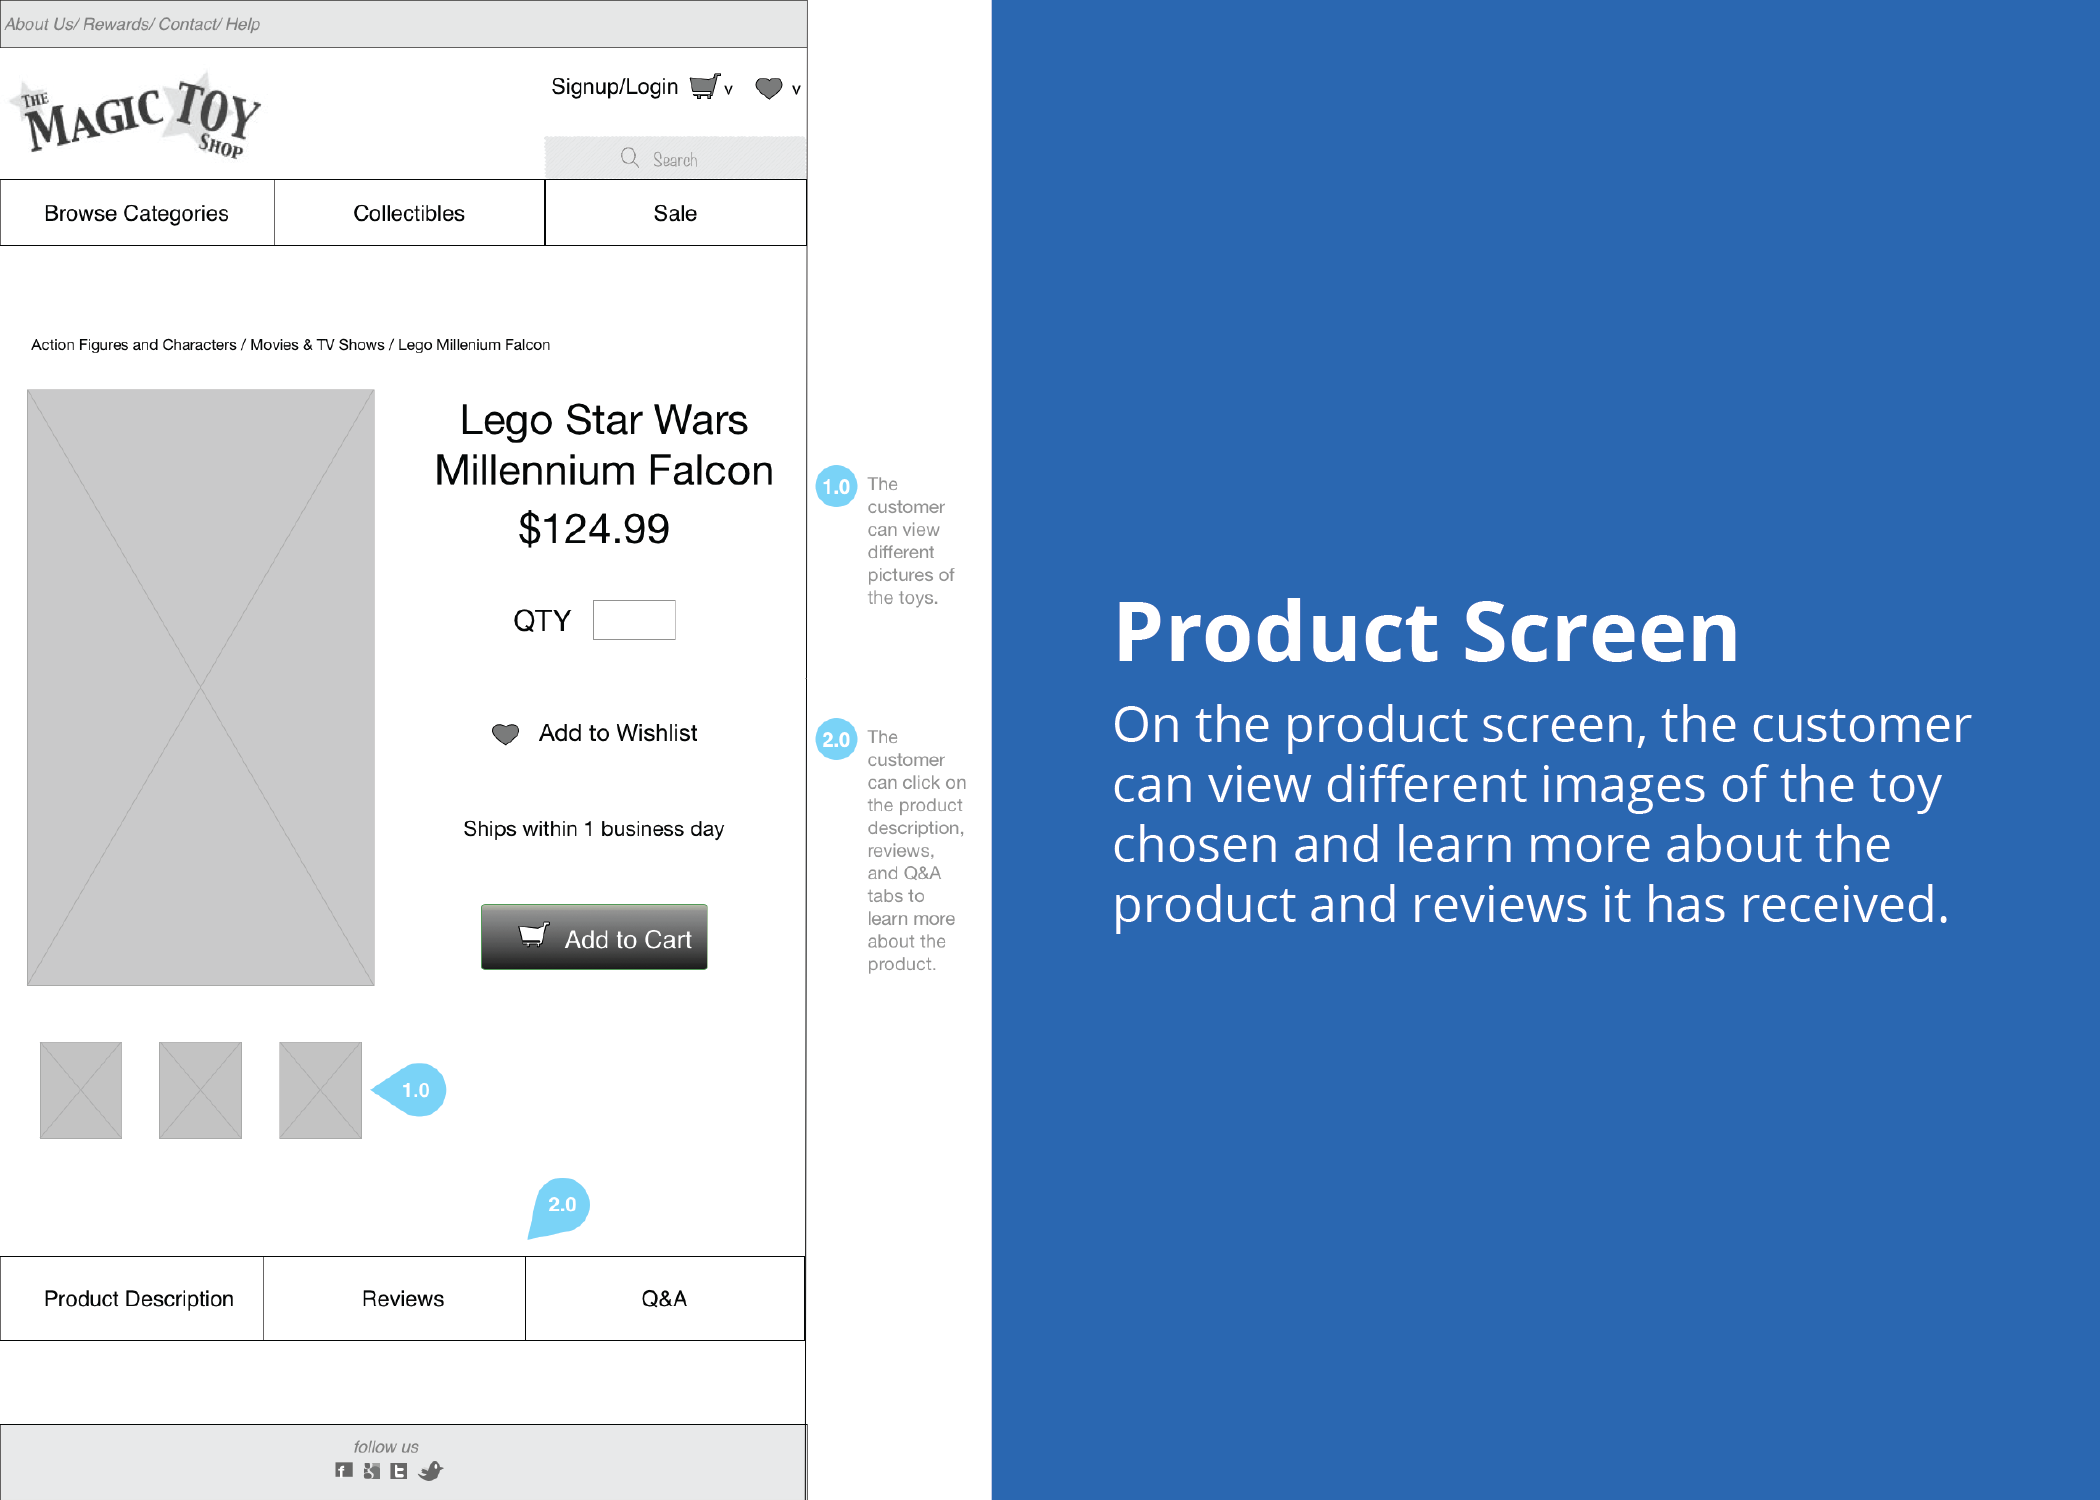 About Us/ Rewards/ Contact/ Help
THE
MAGIC TOY
SHOP
Signup/Login v v
Search
Browse Categories Collectibles Sale
Action Figures and Characters / Movies & TV Shows / Lego Millenium Falcon
Lego Star Wars
Millennium Falcon
$124.99
QTY
Add to Wishlist
Ships within 1 business day
Add to Cart
1.0
2.0
Product Description Reviews Q&A
follow us
1.0 The
customer
can view
different
pictures of
the toys.
2.0 The
customer
can click on
the product
description,
reviews,
and Q&A
tabs to
learn more
about the
product.
Product Screen
On the product screen, the customer
can view different images of the toy
chosen and learn more about the
product and reviews it has received.